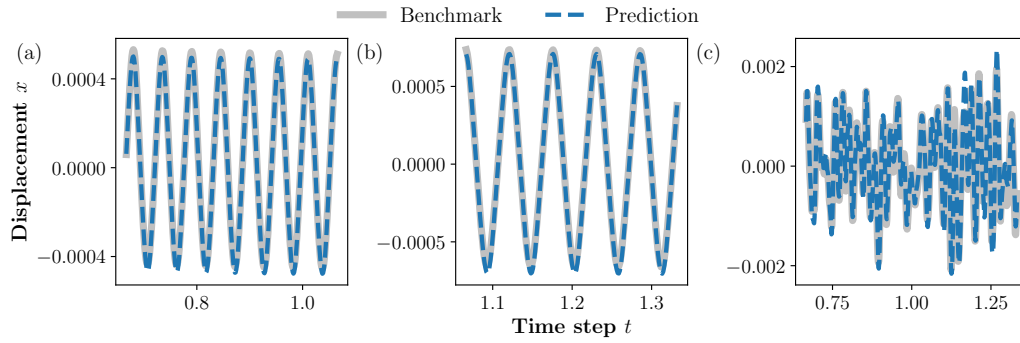 Benchmark Prediction
(a) (b) (c)
Displacement x
0.0004
0.0000
−0.0004
0.8 1.0
0.0005
0.0000
−0.0005
1.1 1.2 1.3
0.002
0.000
−0.002
0.75 1.00 1.25
Time step t